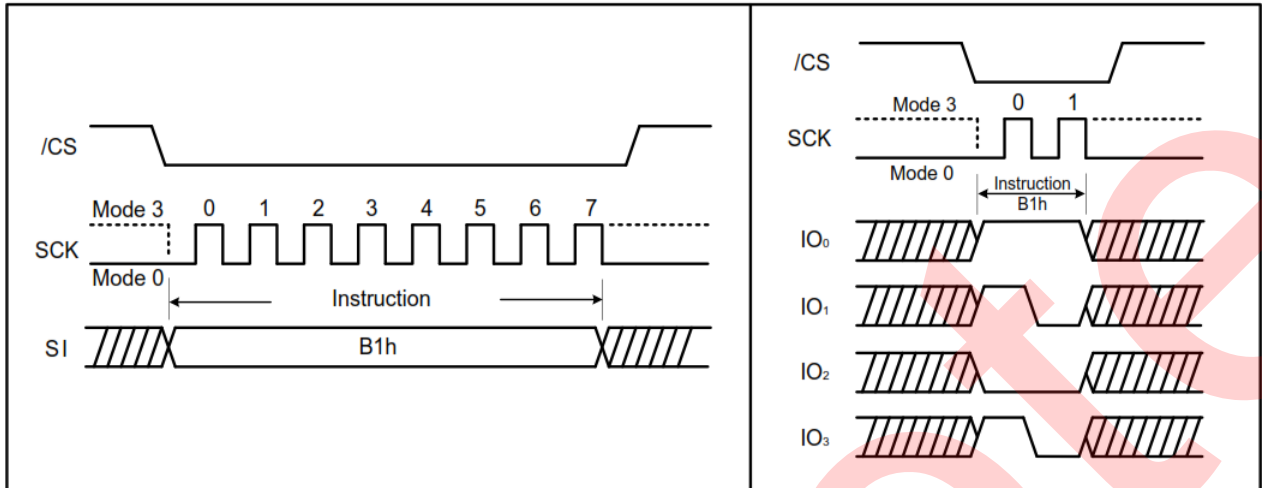 /CS
Mode 3 0 1 2 3 4 5 6 7
SCK
Mode 0
Instruction
SI B1h
/CS
Mode 3 0 1
SCK
Mode 0
Instruction
B1h
IO₀
IO₁
IO₂
IO₃